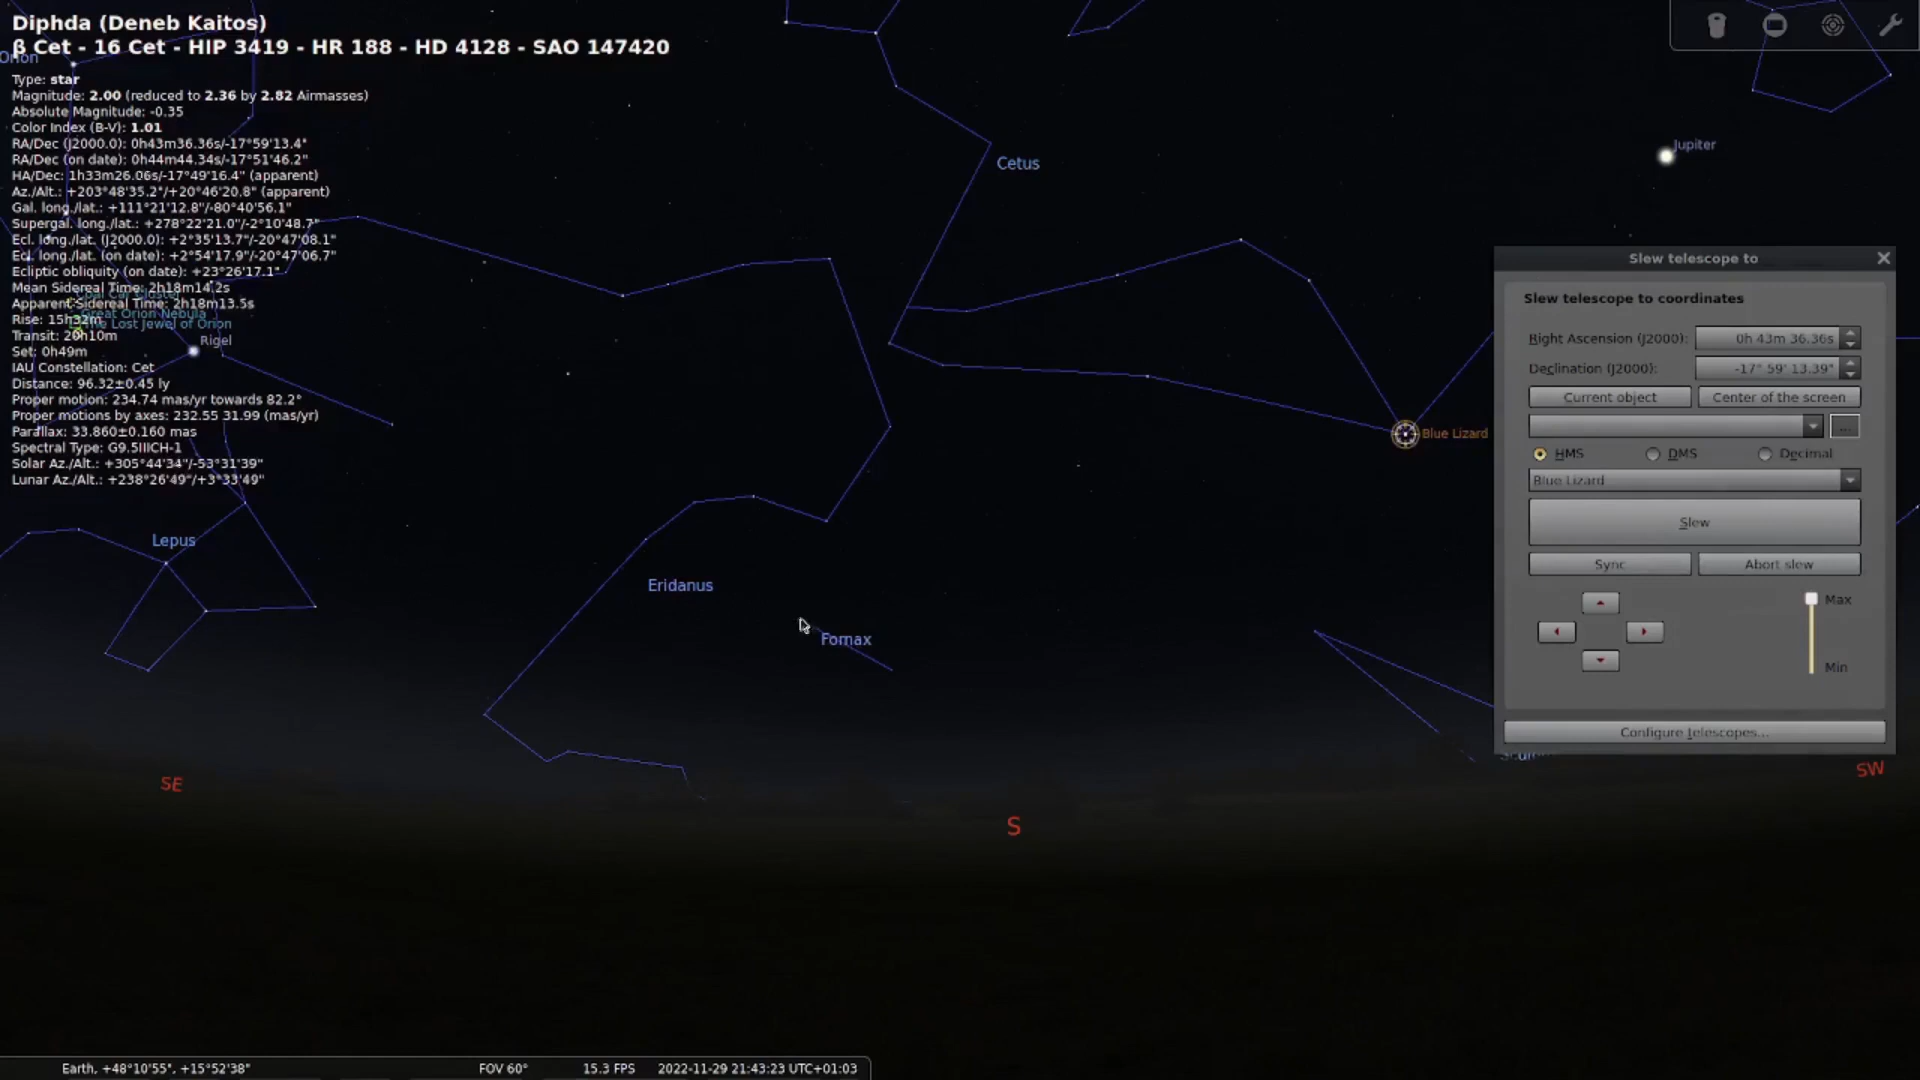 Diphda (Deneb Kaitos)
β Cet - 16 Cet - HIP 3419 - HR 188 - HD 4128 - SAO 147420
Orion
Type: star
Magnitude: 2.00 (reduced to 2.36 by 2.82 Airmasses)
Absolute Magnitude: -0.35
Color Index (B-V): 1.01
RA/Dec (J2000.0): 0h43m36.36s/-17°59'13.4"
RA/Dec (on date): 0h44m44.34s/-17°51'46.2"
HA/Dec: 1h33m26.06s/-17°49'16.4" (apparent)
Az./Alt.: +203°48'35.2"/+20°46'20.8" (apparent)
Gal. long./lat.: +111°21'12.8"/-80°40'56.1"
Supergal. long./lat.: +278°22'21.0"/-2°10'48.7"
Ecl. long./lat. (J2000.0): +2°35'13.7"/-20°47'08.1"
Ecl. long./lat. (on date): +2°54'17.9"/-20°47'06.7"
Ecliptic obliquity (on date): +23°26'17.1"
Mean Sidereal Time: 2h18m14.2s
Apparent Sidereal Time: 2h18m13.5s
Rise: 15h32m
Transit: 20h10m
Set: 0h49m
IAU Constellation: Cet
Distance: 96.32±0.45 ly
Proper motion: 234.74 mas/yr towards 82.2°
Proper motions by axes: 232.55 31.99 (mas/yr)
Parallax: 33.860±0.160 mas
Spectral Type: G9.5IIICH-1
Solar Az./Alt.: +305°44'34"/-53°31'39"
Lunar Az./Alt.: +238°26'49"/+3°33'49"
Great Orion Nebula
The Lost Jewel of Orion
Rigel
Cetus
Jupiter
Blue Lizard
Lepus
Eridanus
Fornax
SE
S
SW
Slew telescope to
Slew telescope to coordinates
Right Ascension (J2000): 0h 43m 36.36s
Declination (J2000): -17° 59' 13.39"
Current object Center of the screen
...
HMS DMS Decimal
Blue Lizard
Slew
Sync Abort slew
Max
Min
Configure telescopes...
Earth, +48°10'55", +15°52'38" FOV 60° 15.3 FPS 2022-11-29 21:43:23 UTC+01:03